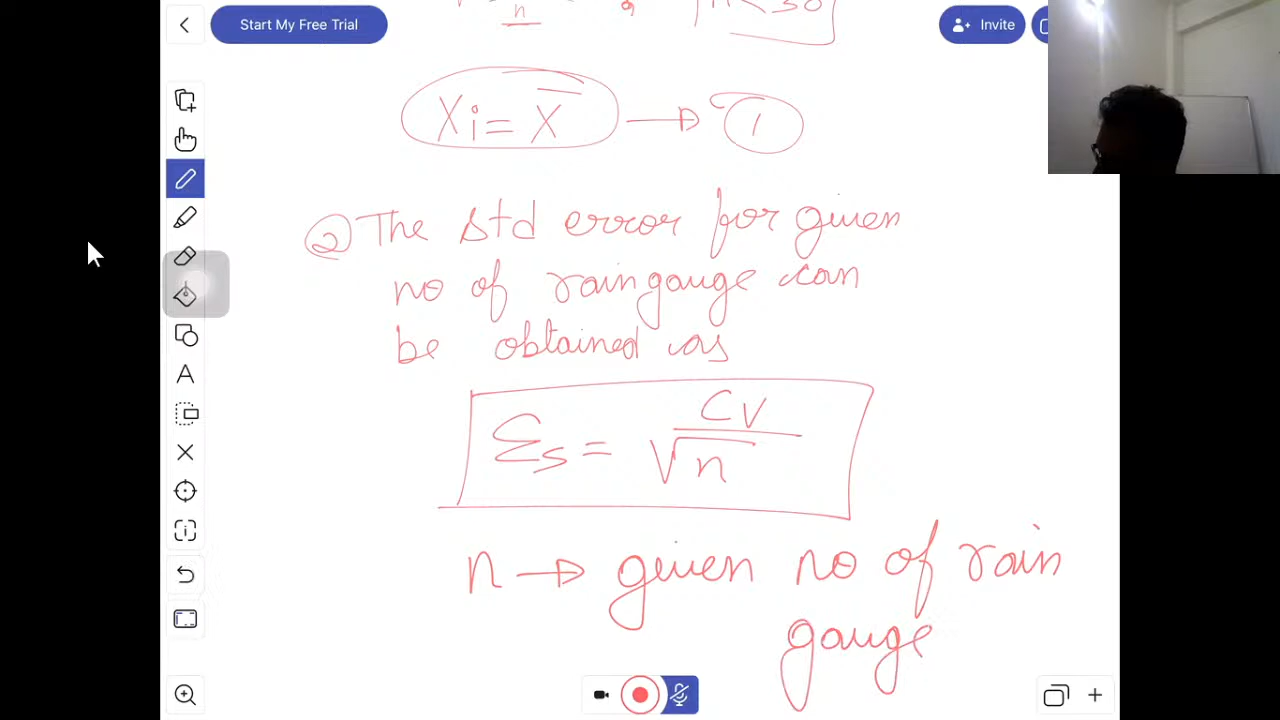 Start My Free Trial
Invite
n
Xi = X̅ → 1
② The std error for given
no of raingauge can
be obtained as
Ɛs = Cv / √n
n → given no of rain
gauge